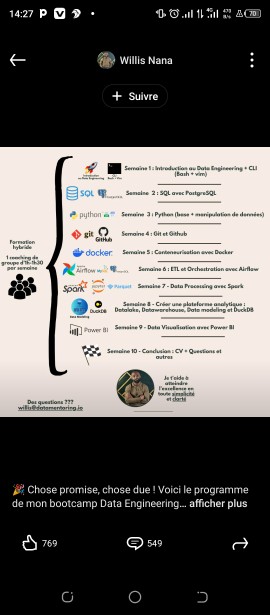 14:27
4G
479
B/s
70
Willis Nana
+ Suivre
Semaine 1 : Introduction au Data Engineering + CLI
(Bash + vim)
SQL
Semaine 2 : SQL avec PostgreSQL
python
Semaine 3 : Python (base + manipulation de données)
git
GitHub
Semaine 4 : Git et Github
docker
Semaine 5 : Conteneurisation avec Docker
Airflow
Semaine 6 : ETL et Orchestration avec Airflow
Spark
Semaine 7 - Data Processing avec Spark
DuckDB
Semaine 8 - Créer une plateforme analytique :
Datalake, Datawarehouse, Data modeling et DuckDB
Power BI
Semaine 9 - Data Visualisation avec Power BI
Semaine 10 - Conclusion : CV + Questions et
autres
Formation
hybride
1 coaching de
groupe d'1h-1h30
par semaine
Je t'aide à
atteindre
l'excellence en
toute simplicité
et clarté
Des questions ???
willis@datamentoring.io
🎉 Chose promise, chose due ! Voici le programme
de mon bootcamp Data Engineering... afficher plus
769
549